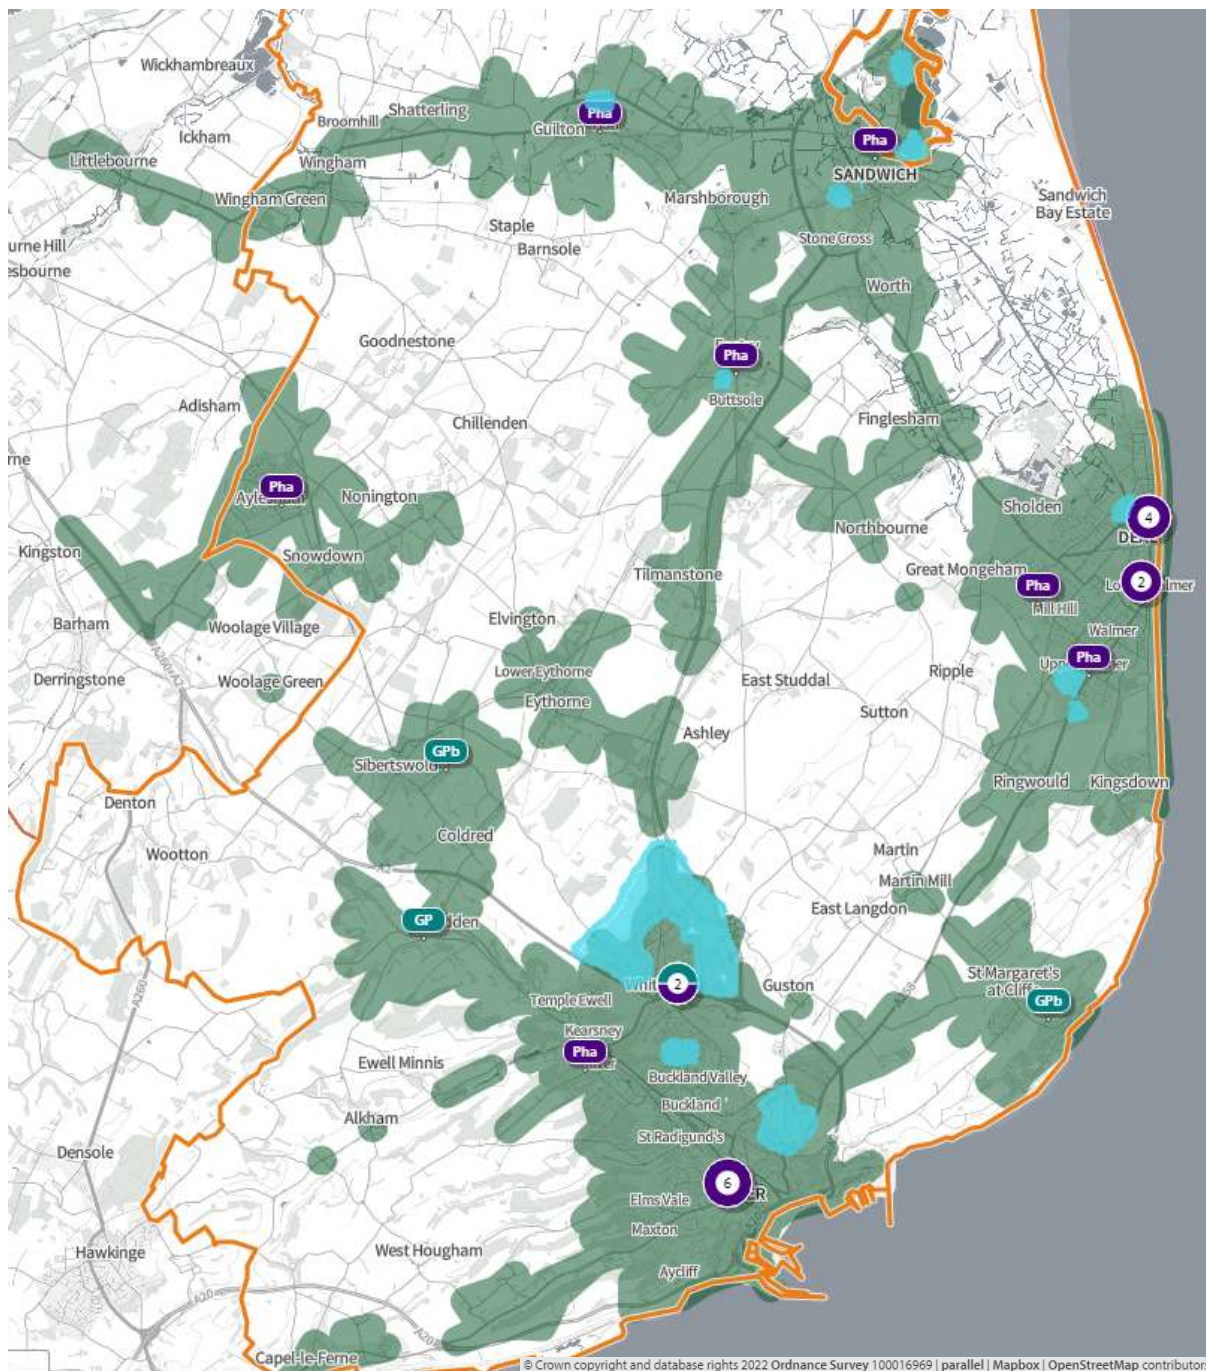 Wickhambreaux
Shatterling
Broomhill
Pha
Guilton
A257
Ickham
Littlebourne
Wingham
Pha
SANDWICH
Wingham Green
Marshborough
Sandwich
Bay Estate
Staple
Barnsole
Stone Cross
urne Hill
esbourne
Worth
Goodnestone
Pha
Buttsole
Adisham
Chillenden
Finglesham
rne
Pha
Nonington
Sholden
4
Northbourne
Kingston
Snowdown
Tilmanstone
Great Mongeham
Pha
2
Mill Hill
Elvington
Barham
Woolage Village
Walmer
Pha
A260
A2
Lower Eythorne
Derringstone
Woolage Green
East Studdal
Ripple
Eythorne
Sutton
Ashley
GPb
Sibertswold
Ringwould
Kingsdown
Denton
Coldred
Wootton
A2
Martin
Martin Mill
East Langdon
GP
A260
2
Guston
A258
St Margaret's
at Cliffe
GPb
Temple Ewell
Kearsney
Pha
Ewell Minnis
Buckland Valley
Buckland
Alkham
St Radigund's
Densole
6
Elms Vale
Maxton
Hawkinge
West Hougham
Aycliff
A20
A20
Capel-le-Ferne
© Crown copyright and database rights 2022 Ordnance Survey 100016969 | parallel | Mapbox | OpenStreetMap contributors